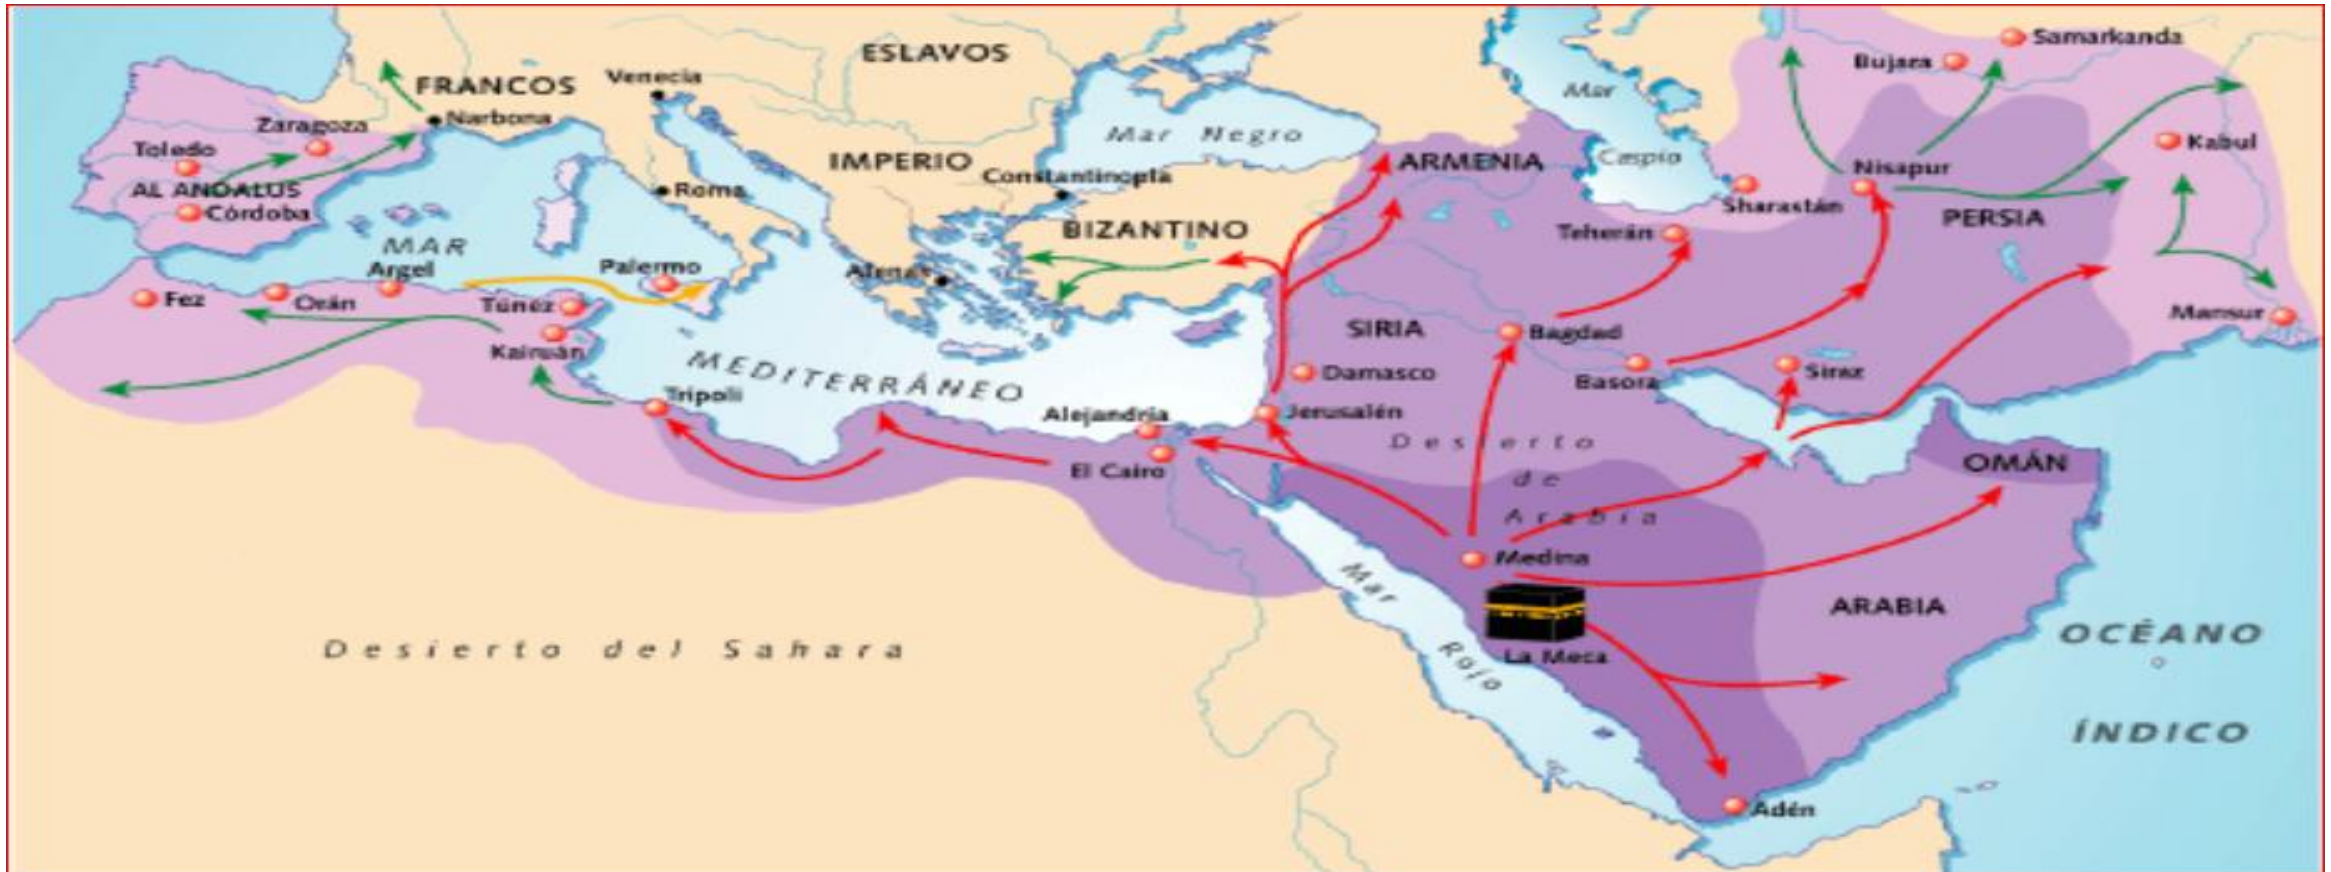 ESLAVOS
FRANCOS
Venecia
Narbona
Zaragoza
Toledo
AL ANDALUS
Córdoba
Roma
IMPERIO
Constantinopla
BIZANTINO
Mar Negro
ARMENIA
Mar
Caspio
Samarkanda
Bujara
Kabul
Nisapur
Sharastán
PERSIA
Teherán
Mansur
MAR
MEDITERRÁNEO
Argel
Palermo
Atenas
Fez
Orán
Túnez
Kairuán
Trípoli
Alejandría
El Cairo
SIRIA
Damasco
Jerusalén
Bagdad
Basora
Siraz
Desierto
de
Arabia
OMÁN
Medina
La Meca
ARABIA
Mar
Rojo
Adén
Desierto del Sahara
OCÉANO
ÍNDICO